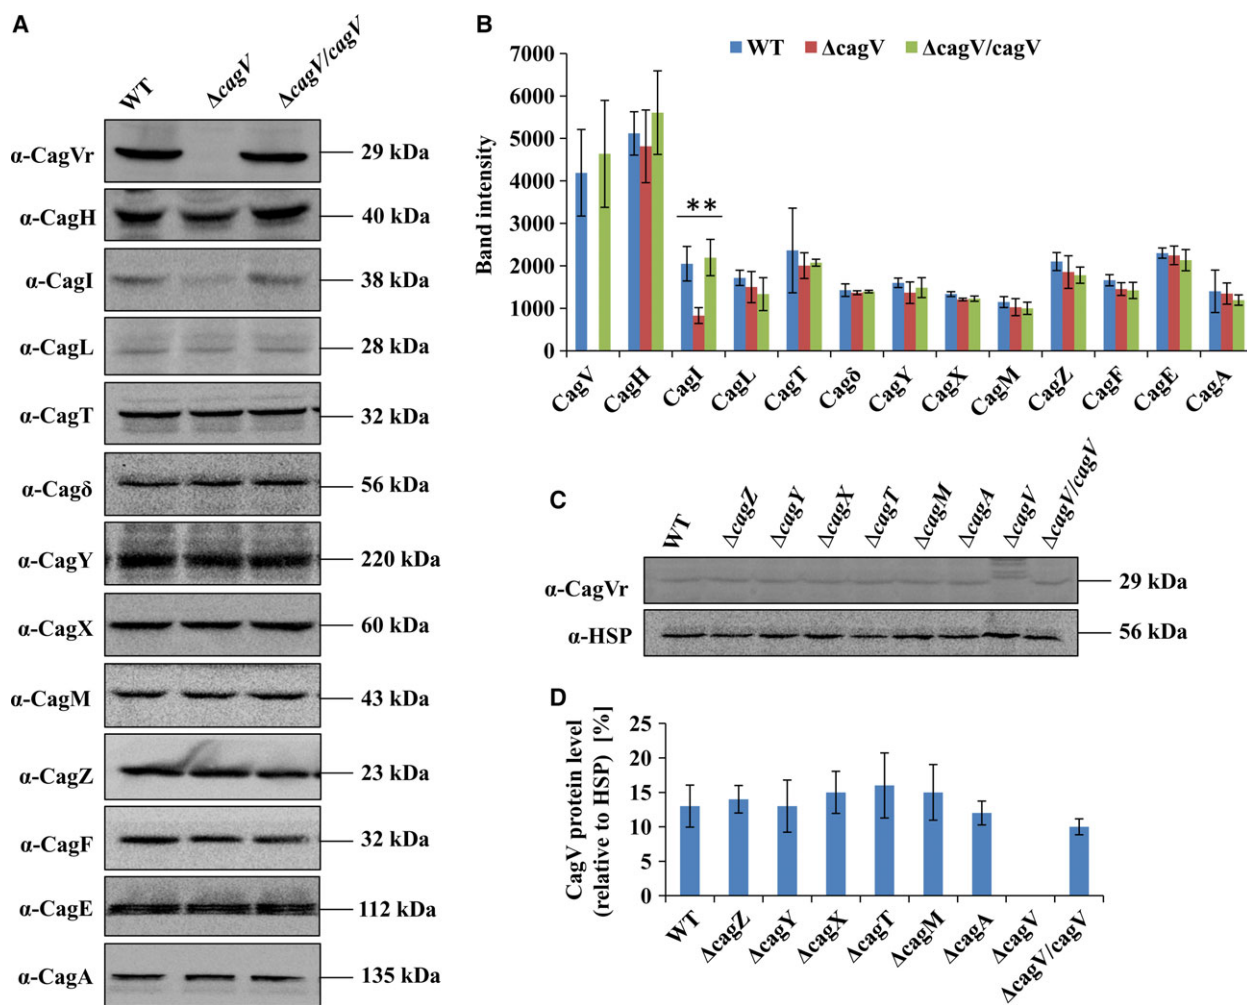 A
WT
ΔcagV
ΔcagV/cagV
α-CagVr
29 kDa
α-CagH
40 kDa
α-CagI
38 kDa
α-CagL
28 kDa
α-CagT
32 kDa
α-Cagδ
56 kDa
α-CagY
220 kDa
α-CagX
60 kDa
α-CagM
43 kDa
α-CagZ
23 kDa
α-CagF
32 kDa
α-CagE
112 kDa
α-CagA
135 kDa
B
WT
ΔcagV
ΔcagV/cagV
Band intensity
7000
6000
5000
4000
3000
2000
1000
0
**
CagV
CagH
CagI
CagL
CagT
Cagδ
CagY
CagX
CagM
CagZ
CagF
CagE
CagA
C
WT
ΔcagZ
ΔcagY
ΔcagX
ΔcagT
ΔcagM
ΔcagA
ΔcagV
ΔcagV/cagV
α-CagVr
29 kDa
α-HSP
56 kDa
D
CagV protein level
(relative to HSP) [%]
25
20
15
10
5
0
WT
ΔcagZ
ΔcagY
ΔcagX
ΔcagT
ΔcagM
ΔcagA
ΔcagV
ΔcagV/cagV